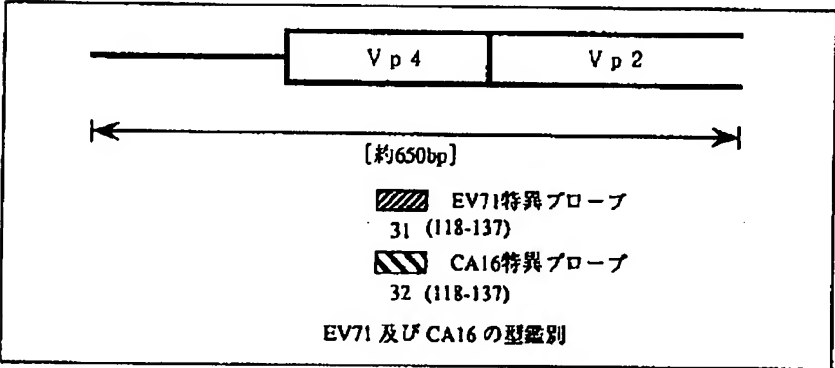 Vp4 Vp2
[約650bp]
EV71特異プローブ
31 (118-137)
CA16特異プローブ
32 (118-137)
EV71 及び CA16 の型鑑別